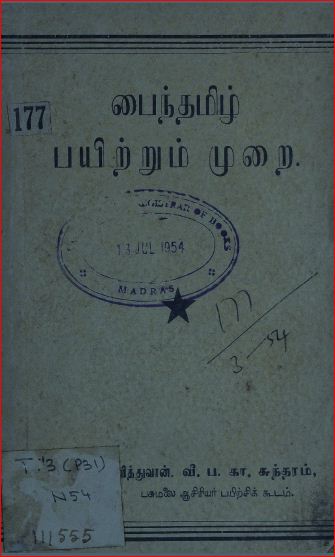 177
பைந்தமிழ்
பயிற்றும் முறை.
REGISTRAR OF BOOKS
13 JUL 1954
MADRAS
177
3-54
வித்துவான். வீ. ப. கா. சுந்தரம்,
பசுமலை ஆசிரியர் பயிற்சிக் கூடம்.
T:3 (P31)
N54
111555